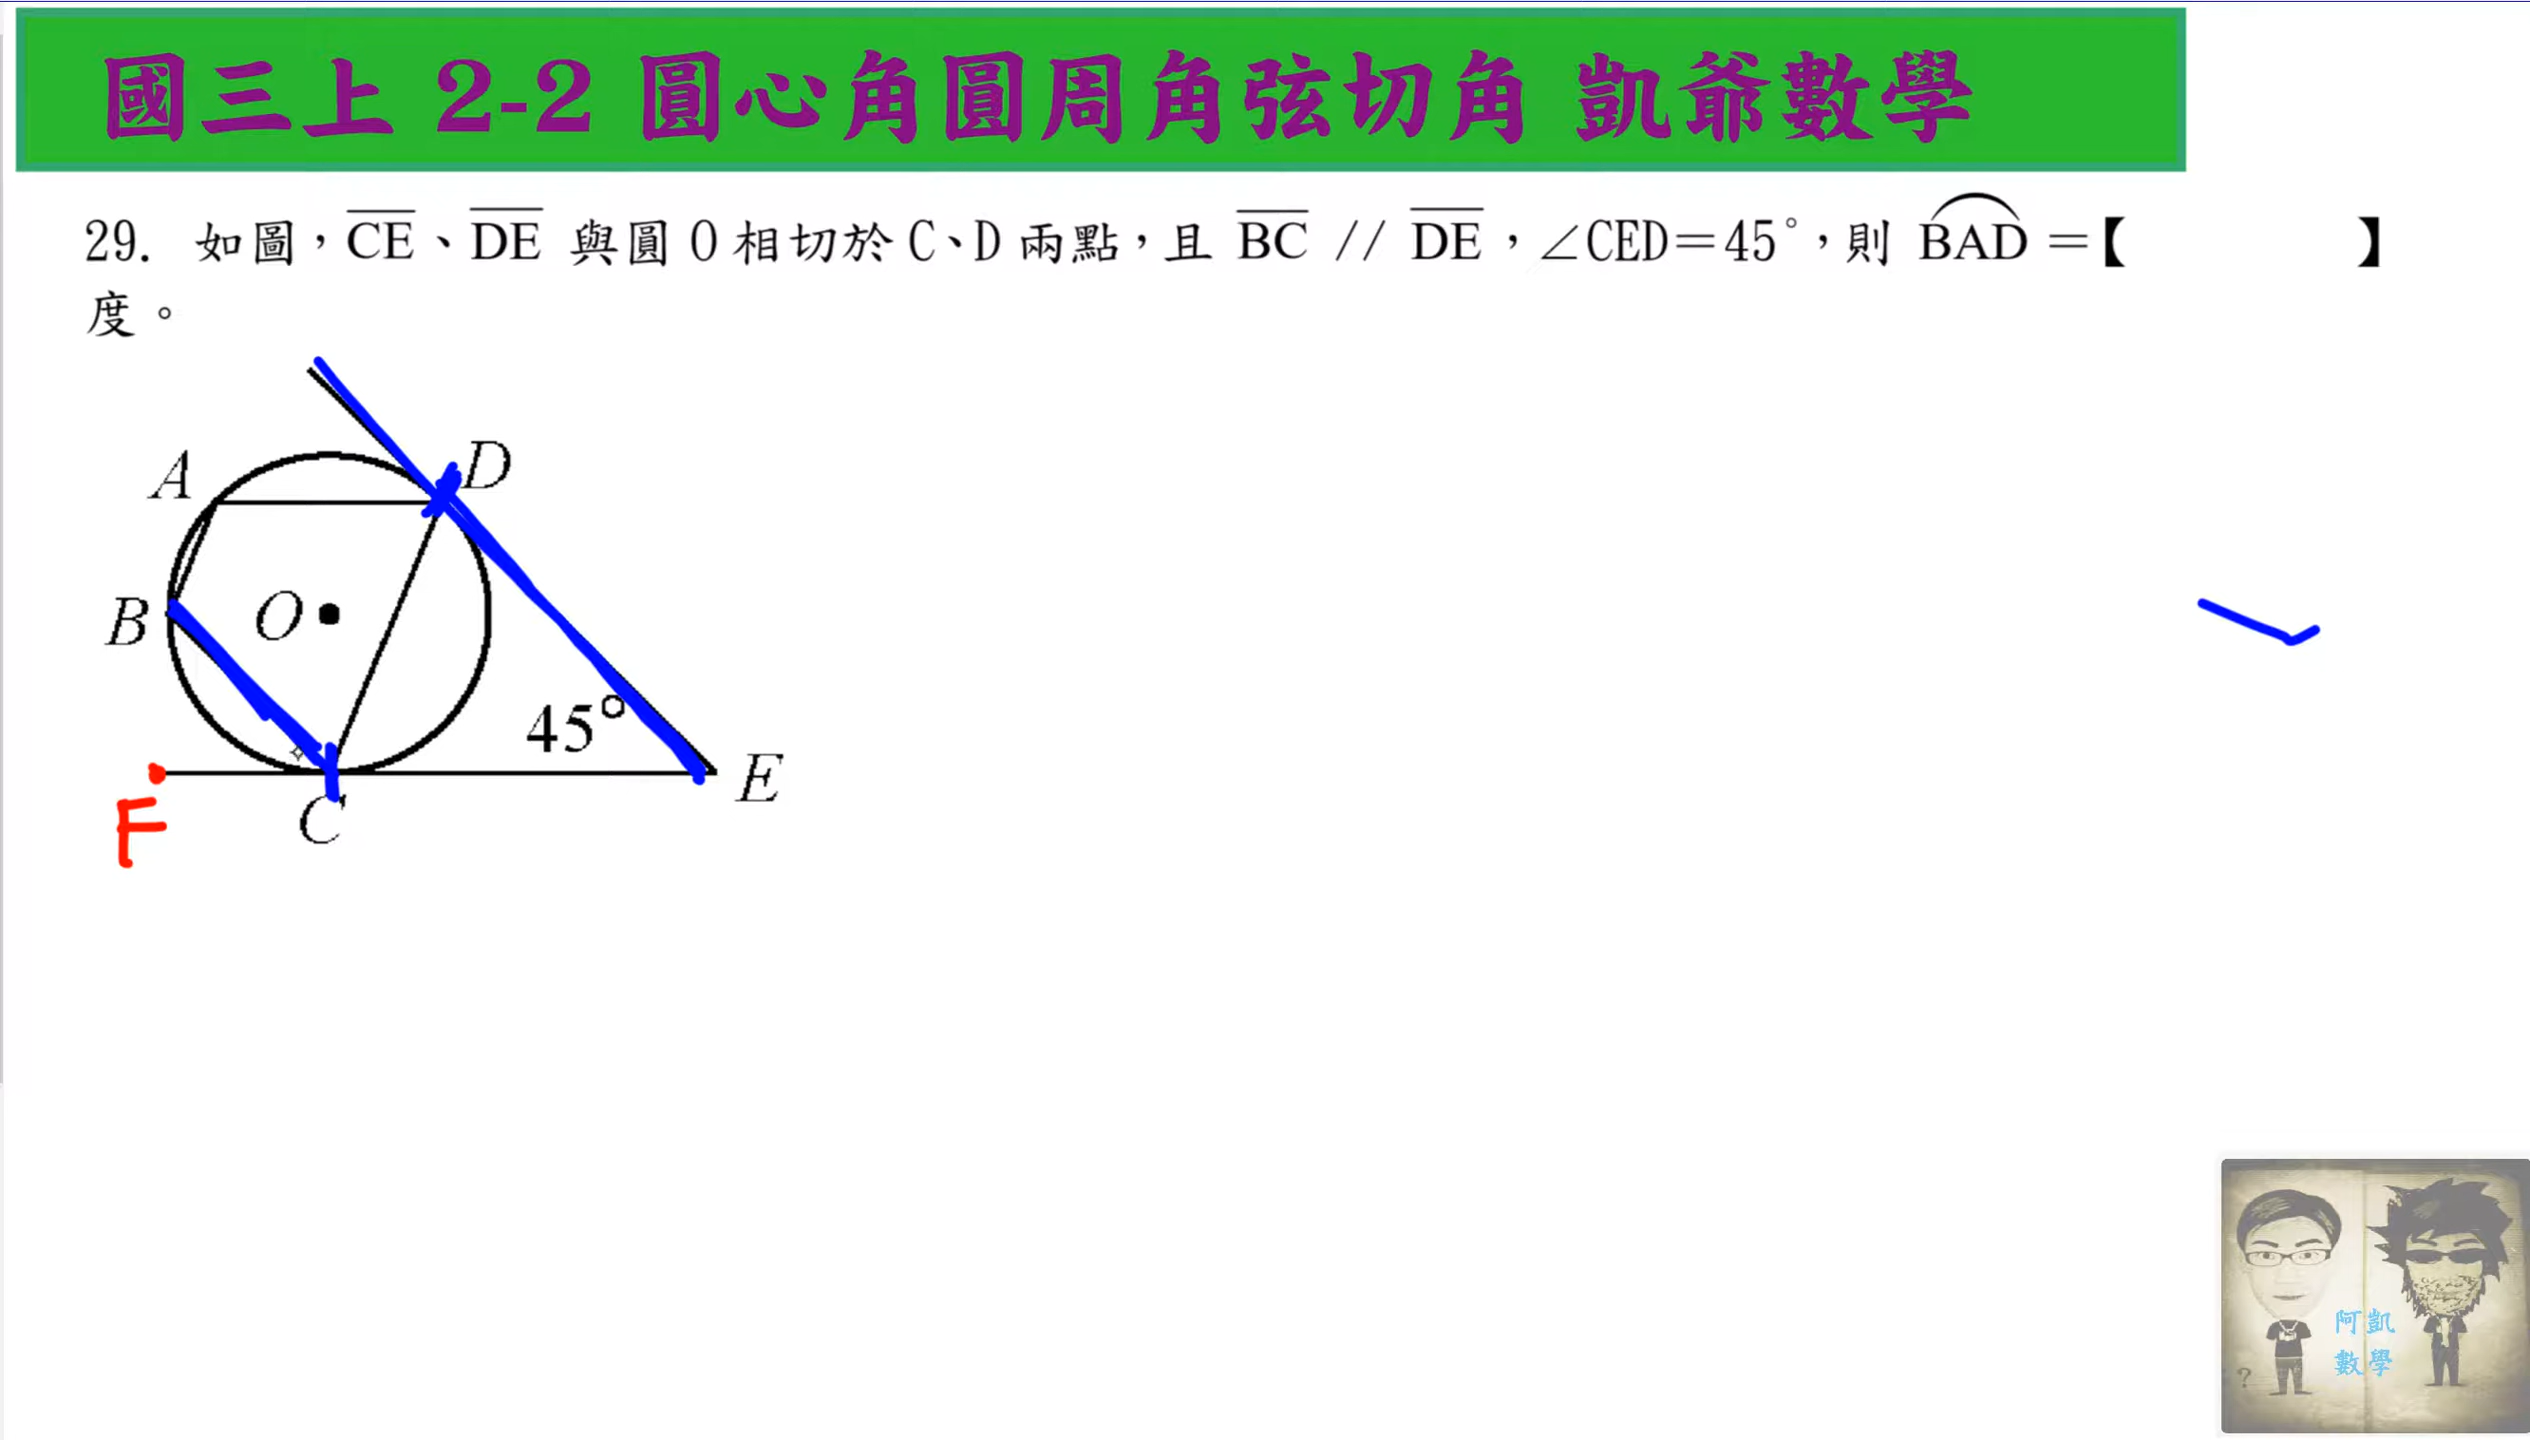 國三上 2-2 圓心角圓周角弦切角 凱爺數學
29. 如圖，CE、DE 與圓 O 相切於 C、D 兩點，且 BC // DE，∠CED=45°，則 BAD =【 】
度。
A
D
B
O
45°
E
F
C
阿凱
數學
?